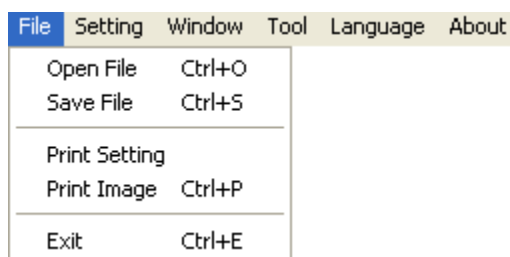 File Setting Window Tool Language About
Open File Ctrl+O
Save File Ctrl+S
Print Setting
Print Image Ctrl+P
Exit Ctrl+E